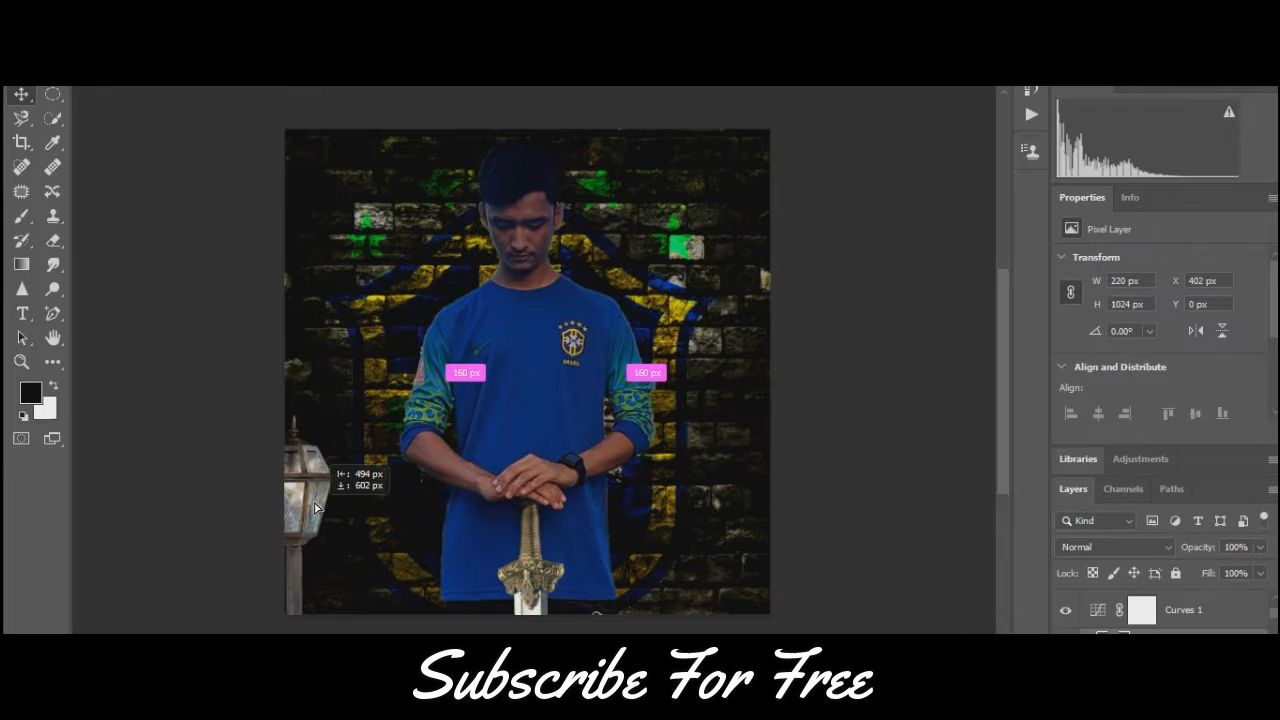 Properties
Info
Pixel Layer
Transform
W 220 px X 402 px
H 1024 px Y 0 px
0.00°
Align and Distribute
Align:
Libraries
Adjustments
Layers
Channels
Paths
Kind
Normal
Opacity: 100%
Lock:
Fill: 100%
Curves 1
BRASIL
160 px
160 px
494 px
602 px
T
Subscribe For Free